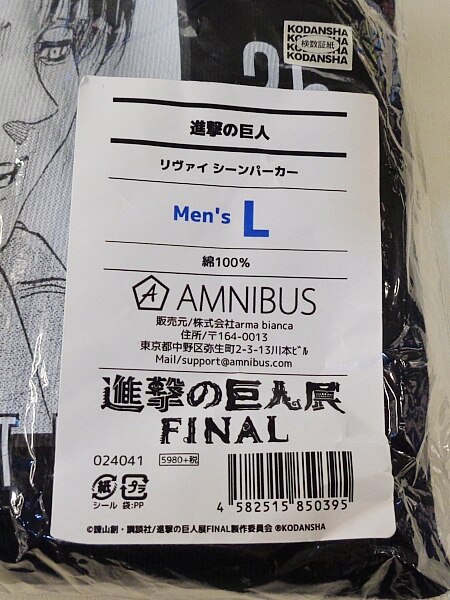 KODANSHA
検数証紙
KODANSHA
進撃の巨人
リヴァイ シーンパーカー
Men's L
綿100%
AMNIBUS
販売元/株式会社arma bianca
住所/〒164-0013
東京都中野区弥生町2-3-13川本ﾋﾞﾙ
Mail/support@amnibus.com
進撃の巨人展
FINAL
024041 5980+税
紙 プラ
シール 袋:PP
4 582515 850395
©諫山創・講談社/進撃の巨人展FINAL製作委員会 ®KODANSHA